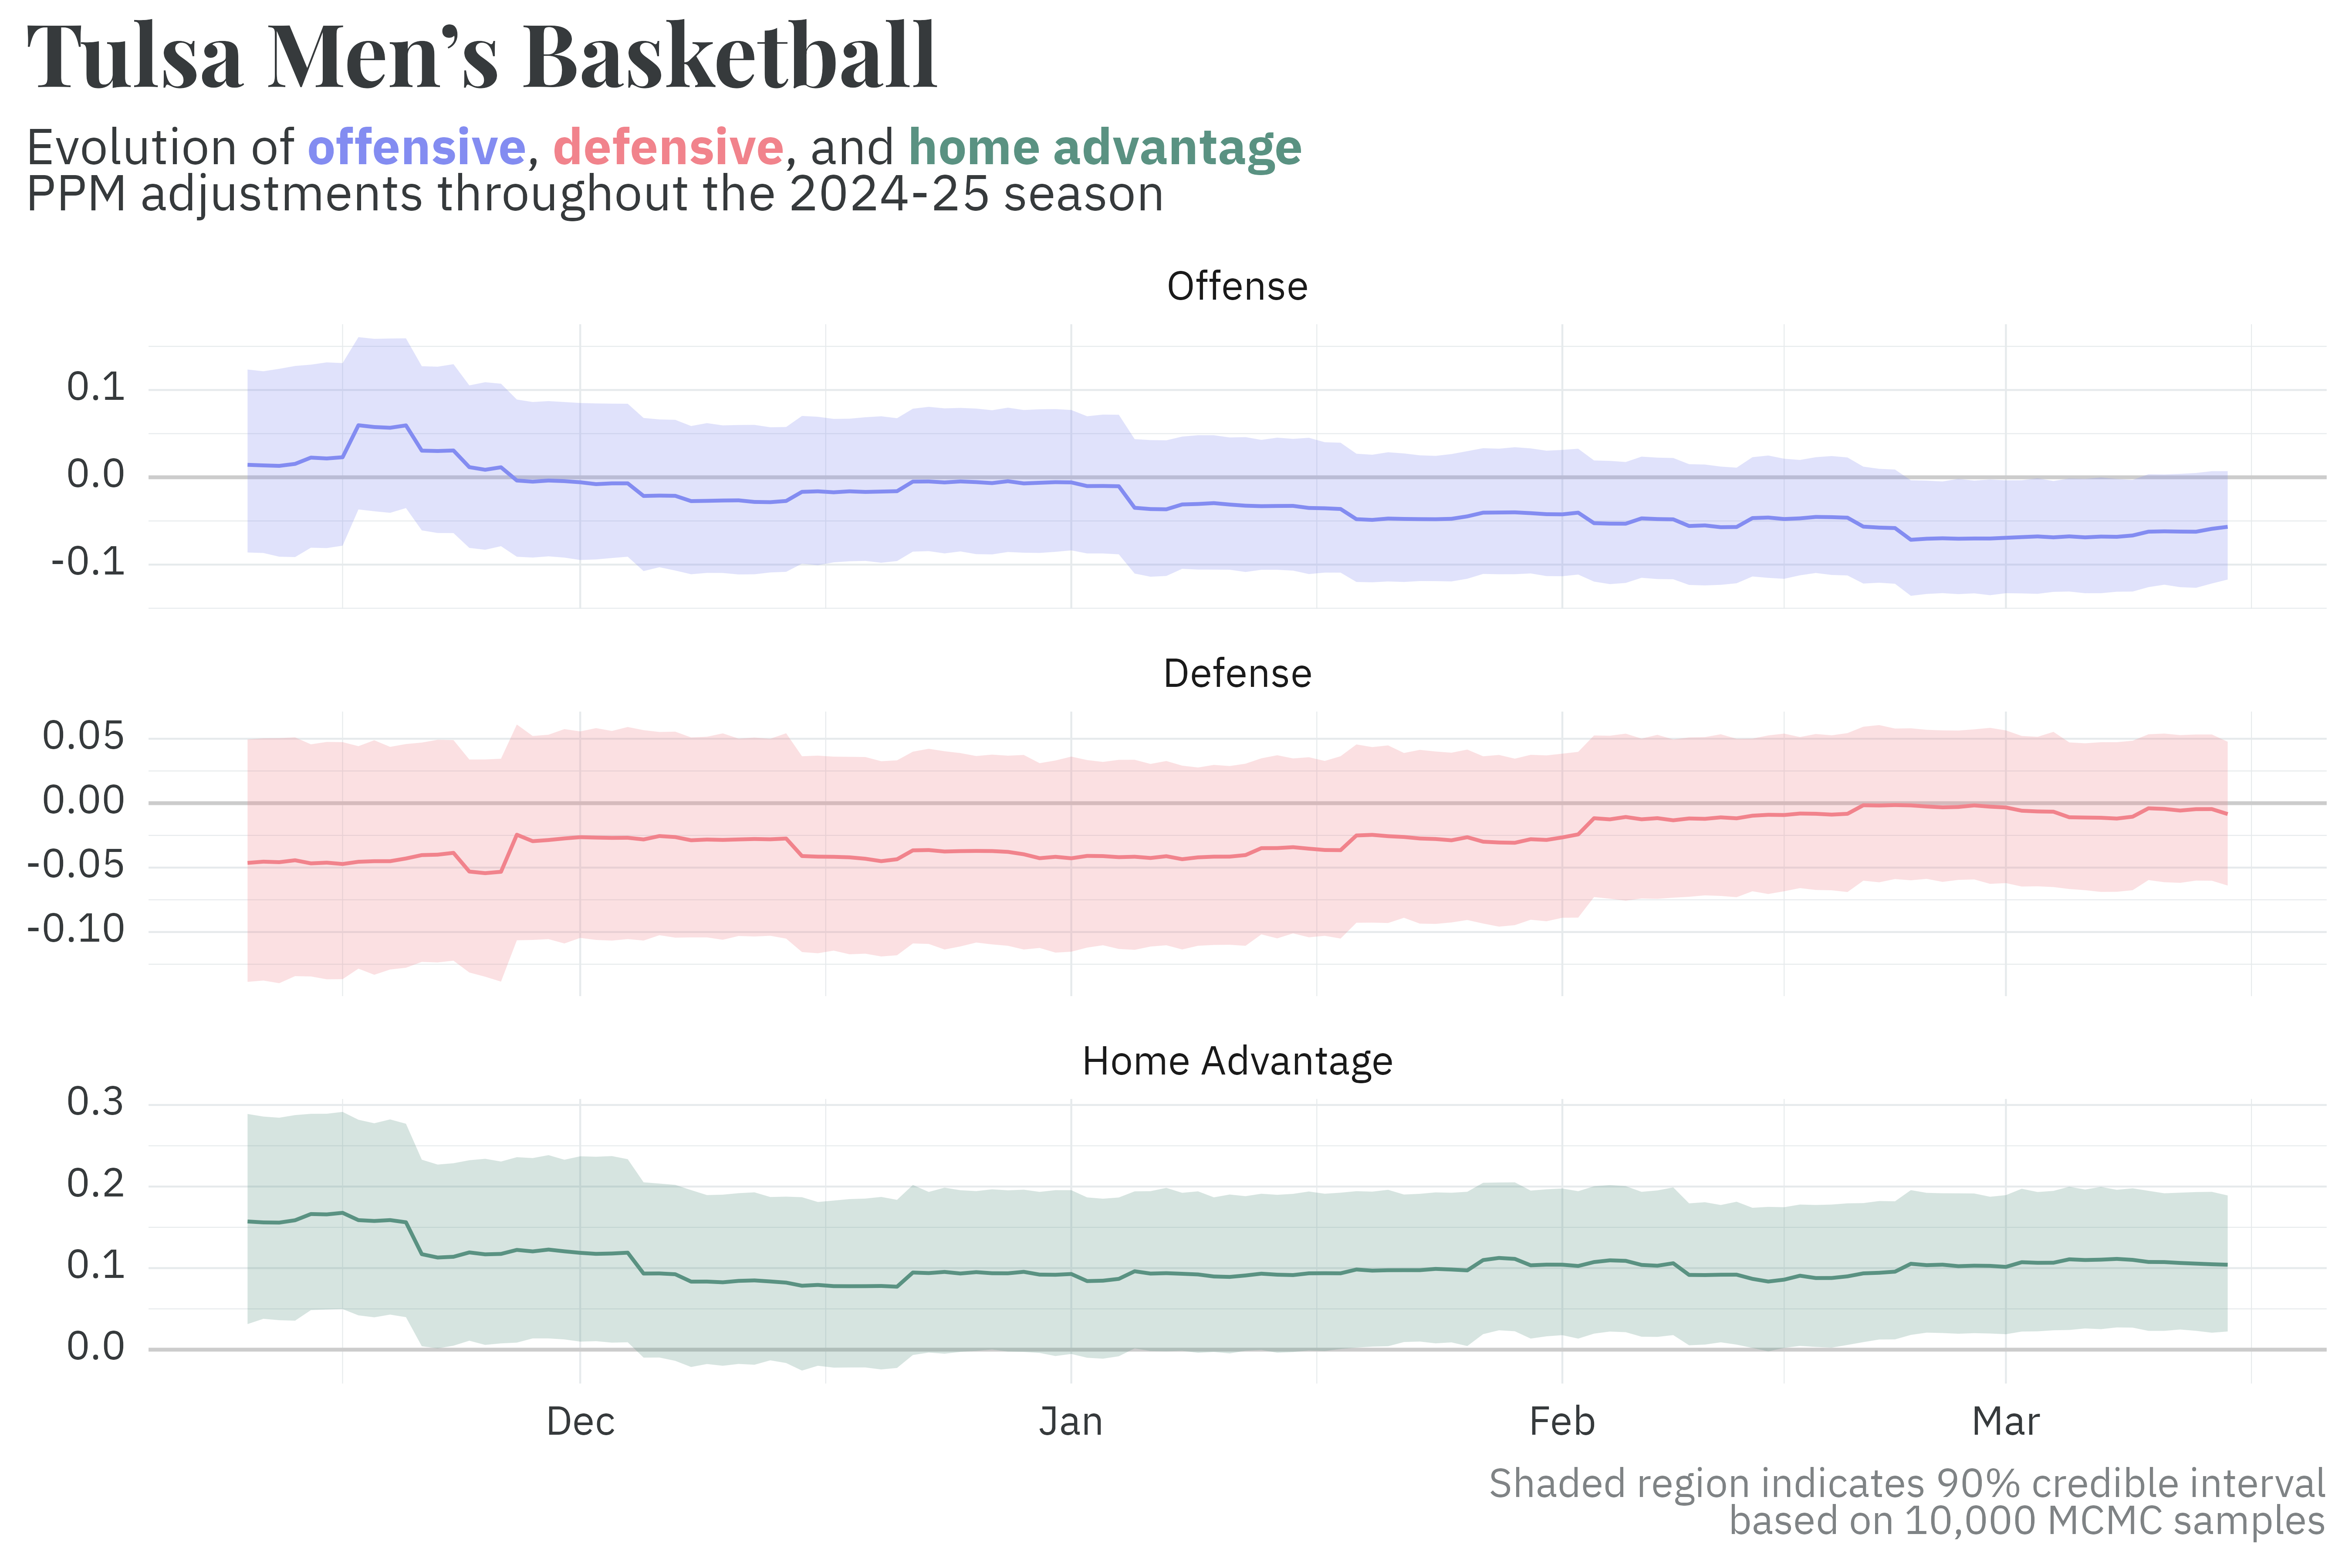 Tulsa Men’s Basketball
Evolution of offensive, defensive, and home advantage
PPM adjustments throughout the 2024-25 season
Offense
0.1
0.0
-0.1
Defense
0.05
0.00
-0.05
-0.10
Home Advantage
0.3
0.2
0.1
0.0
Dec Jan Feb Mar
Shaded region indicates 90% credible interval
based on 10,000 MCMC samples